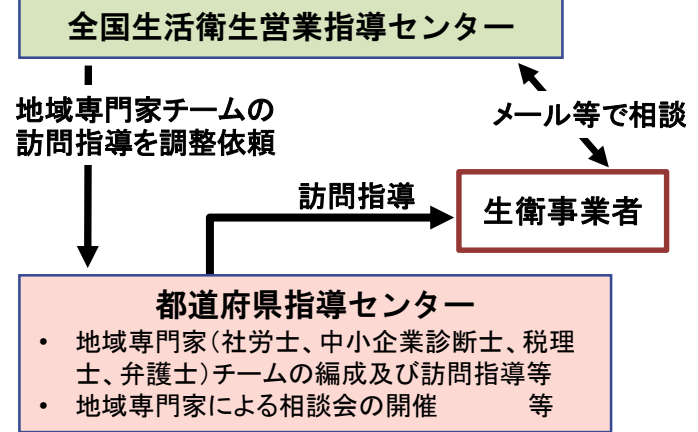 全国生活衛生営業指導センター
地域専門家チームの
訪問指導を調整依頼
メール等で相談
訪問指導
生衛事業者
都道府県指導センター
• 地域専門家（社労士、中小企業診断士、税理
士、弁護士）チームの編成及び訪問指導等
• 地域専門家による相談会の開催　　　等